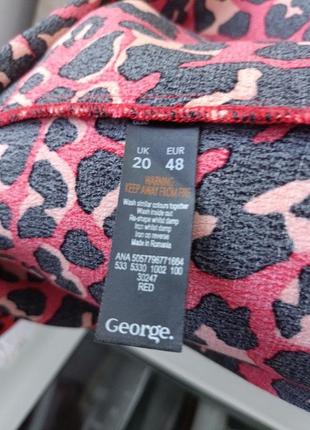 UK EUR
20 48
WARNING
KEEP AWAY FROM FIRE
Wash similar colours together
Wash inside out
Re-shape whilst damp
Iron whilst damp
Iron on reverse
Made in Romania
ANA 5057796771664
533 5330 1002 100
30247
RED
George.